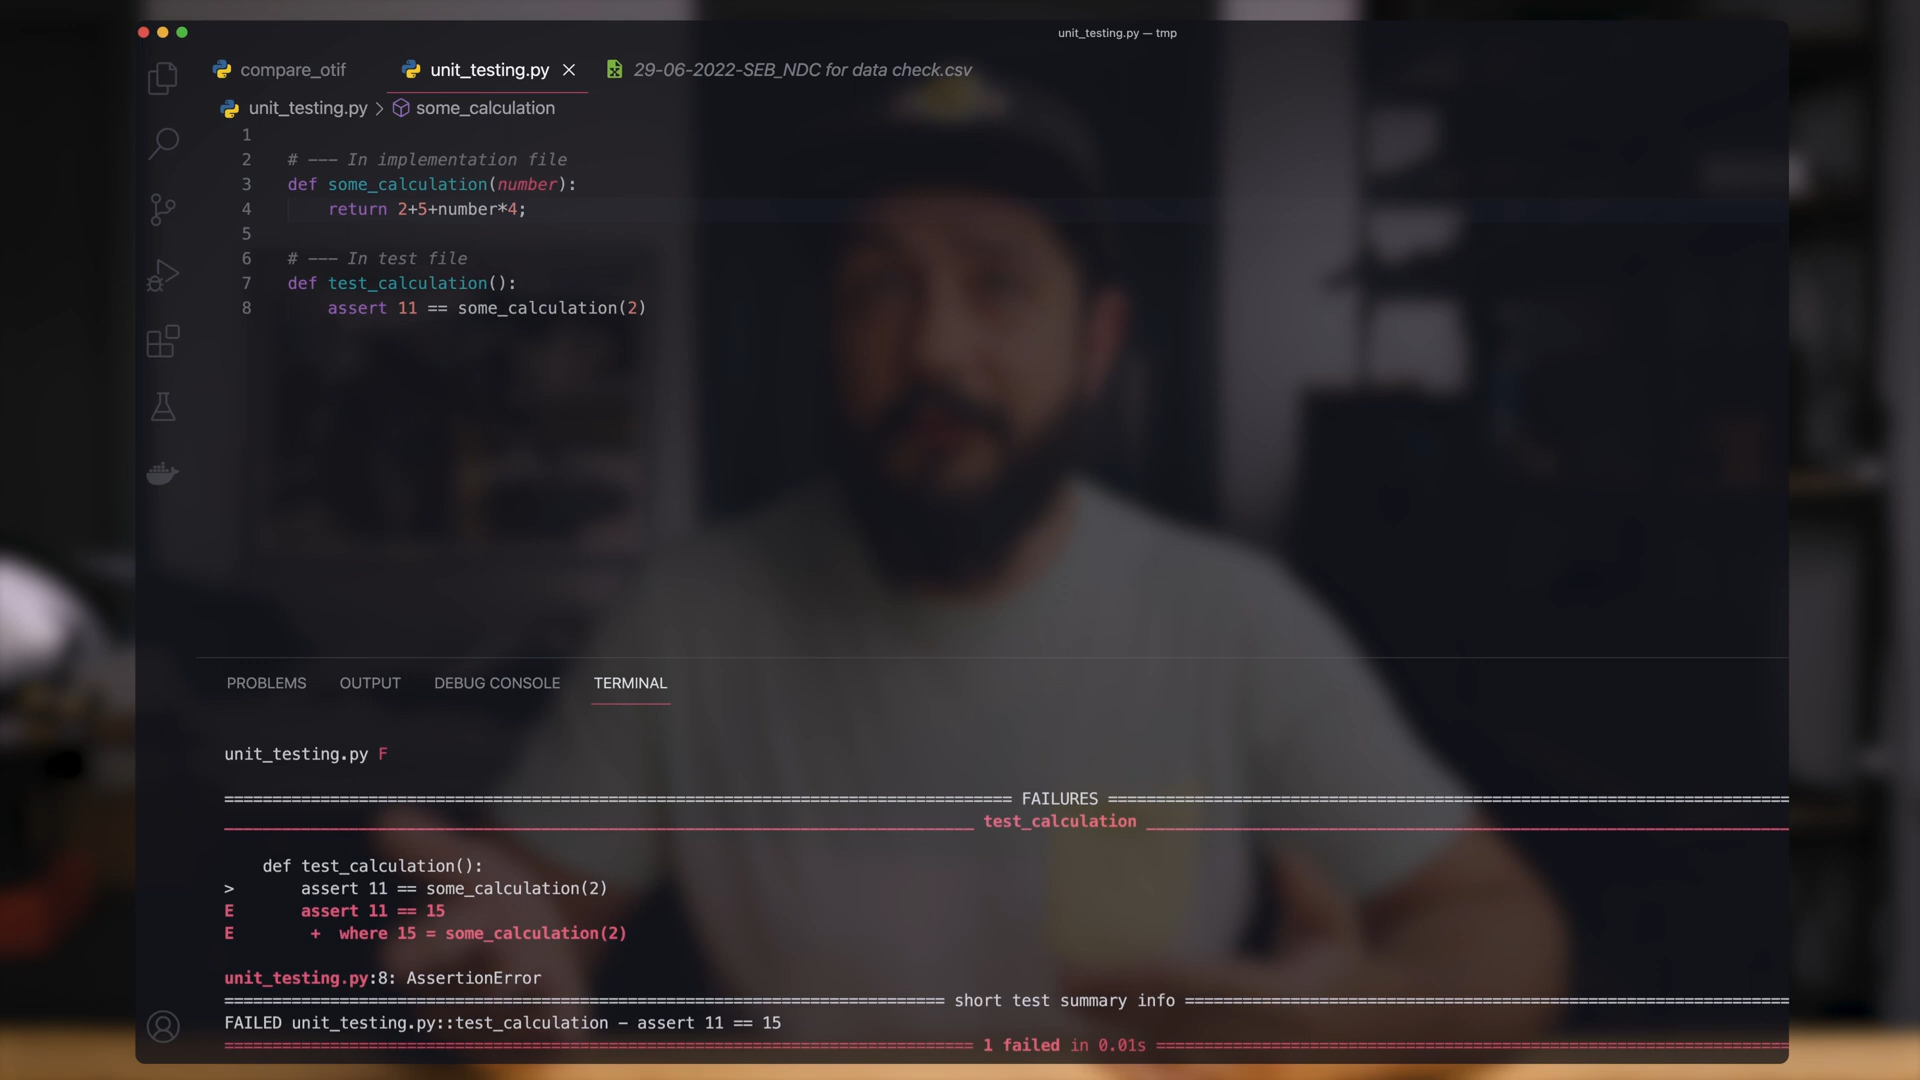 unit_testing.py — tmp
compare_otif unit_testing.py 29-06-2022-SEB_NDC for data check.csv
unit_testing.py > some_calculation
1
2 # --- In implementation file
3 def some_calculation(number):
4 return 2+5+number*4;
5
6 # --- In test file
7 def test_calculation():
8 assert 11 == some_calculation(2)
PROBLEMS OUTPUT DEBUG CONSOLE TERMINAL
unit_testing.py F
FAILURES
test_calculation
def test_calculation():
> assert 11 == some_calculation(2)
E assert 11 == 15
E + where 15 = some_calculation(2)
unit_testing.py:8: AssertionError
short test summary info
FAILED unit_testing.py::test_calculation - assert 11 == 15
1 failed in 0.01s